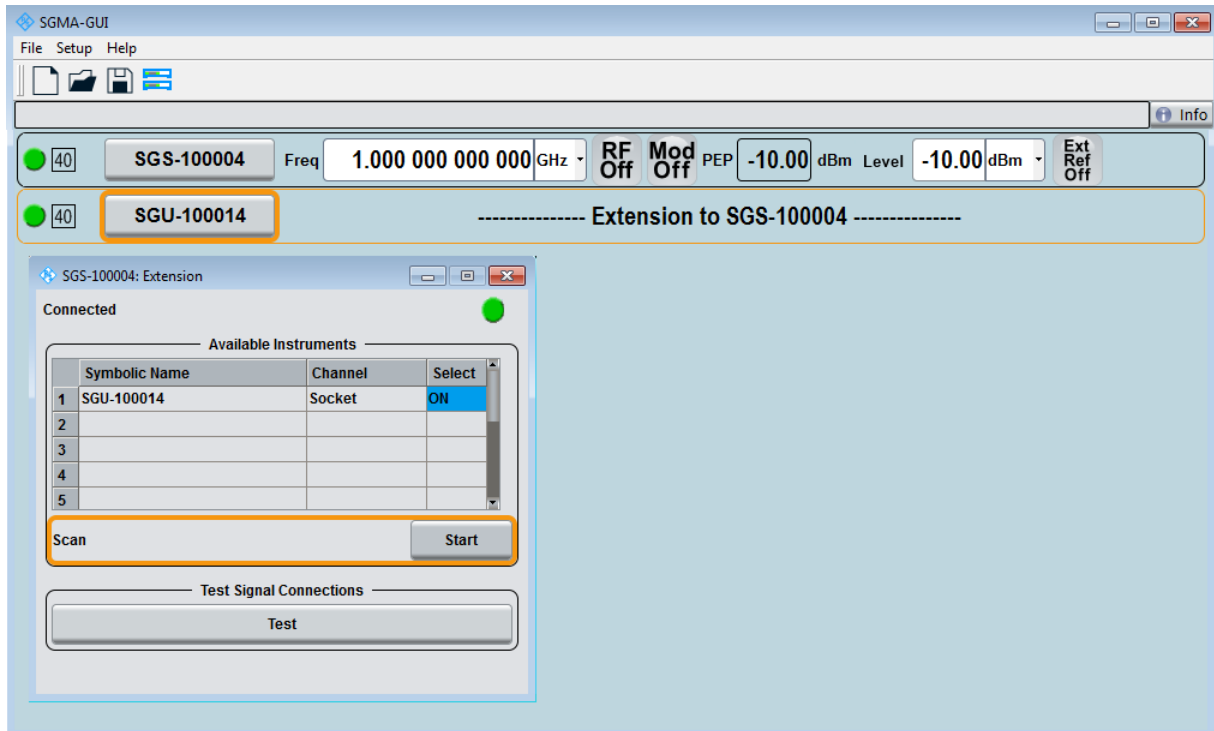 SGMA-GUI
File Setup Help
Info
40 SGS-100004 Freq 1.000 000 000 000 GHz RF Off Mod Off PEP -10.00 dBm Level -10.00 dBm Ext Ref Off
40 SGU-100014 --------------- Extension to SGS-100004 ---------------
SGS-100004: Extension
Connected
Available Instruments
Symbolic Name Channel Select
1 SGU-100014 Socket ON
2
3
4
5
Scan Start
Test Signal Connections
Test